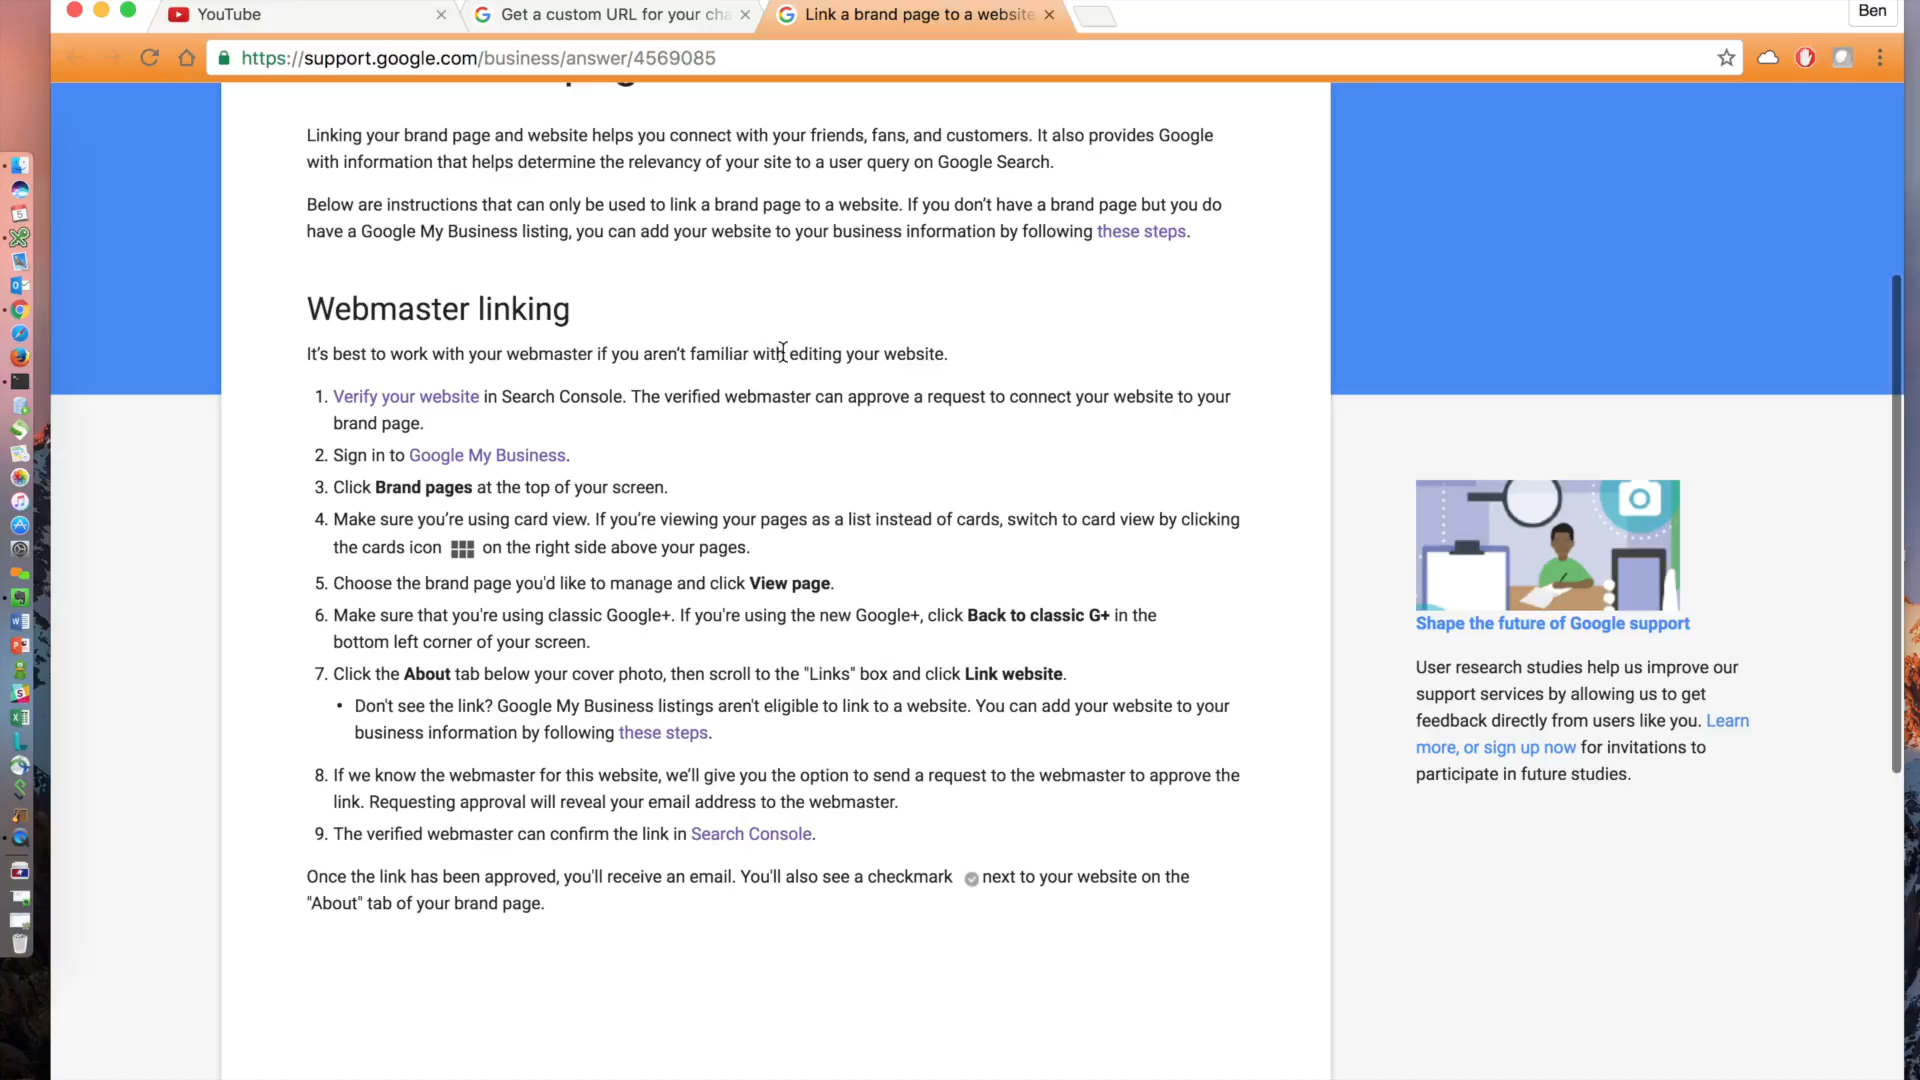 YouTube
Get a custom URL for your cha
Link a brand page to a website
Ben
https://support.google.com/business/answer/4569085
Linking your brand page and website helps you connect with your friends, fans, and customers. It also provides Google
with information that helps determine the relevancy of your site to a user query on Google Search.
Below are instructions that can only be used to link a brand page to a website. If you don’t have a brand page but you do
have a Google My Business listing, you can add your website to your business information by following these steps.
Webmaster linking
It’s best to work with your webmaster if you aren’t familiar with editing your website.
1. Verify your website in Search Console. The verified webmaster can approve a request to connect your website to your
brand page.
2. Sign in to Google My Business.
3. Click Brand pages at the top of your screen.
4. Make sure you’re using card view. If you’re viewing your pages as a list instead of cards, switch to card view by clicking
the cards icon on the right side above your pages.
5. Choose the brand page you'd like to manage and click View page.
6. Make sure that you're using classic Google+. If you're using the new Google+, click Back to classic G+ in the
bottom left corner of your screen.
7. Click the About tab below your cover photo, then scroll to the "Links" box and click Link website.
• Don't see the link? Google My Business listings aren't eligible to link to a website. You can add your website to your
business information by following these steps.
8. If we know the webmaster for this website, we’ll give you the option to send a request to the webmaster to approve the
link. Requesting approval will reveal your email address to the webmaster.
9. The verified webmaster can confirm the link in Search Console.
Once the link has been approved, you'll receive an email. You'll also see a checkmark next to your website on the
"About" tab of your brand page.
Shape the future of Google support
User research studies help us improve our
support services by allowing us to get
feedback directly from users like you. Learn
more, or sign up now for invitations to
participate in future studies.